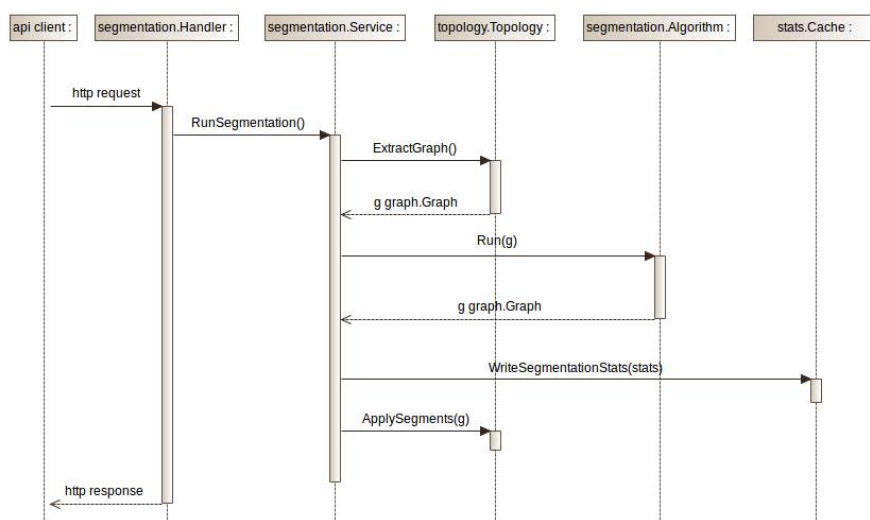 api client :
segmentation.Handler :
segmentation.Service :
topology.Topology :
segmentation.Algorithm :
stats.Cache :
http request
RunSegmentation()
ExtractGraph()
g graph.Graph
Run(g)
g graph.Graph
WriteSegmentationStats(stats)
ApplySegments(g)
http response